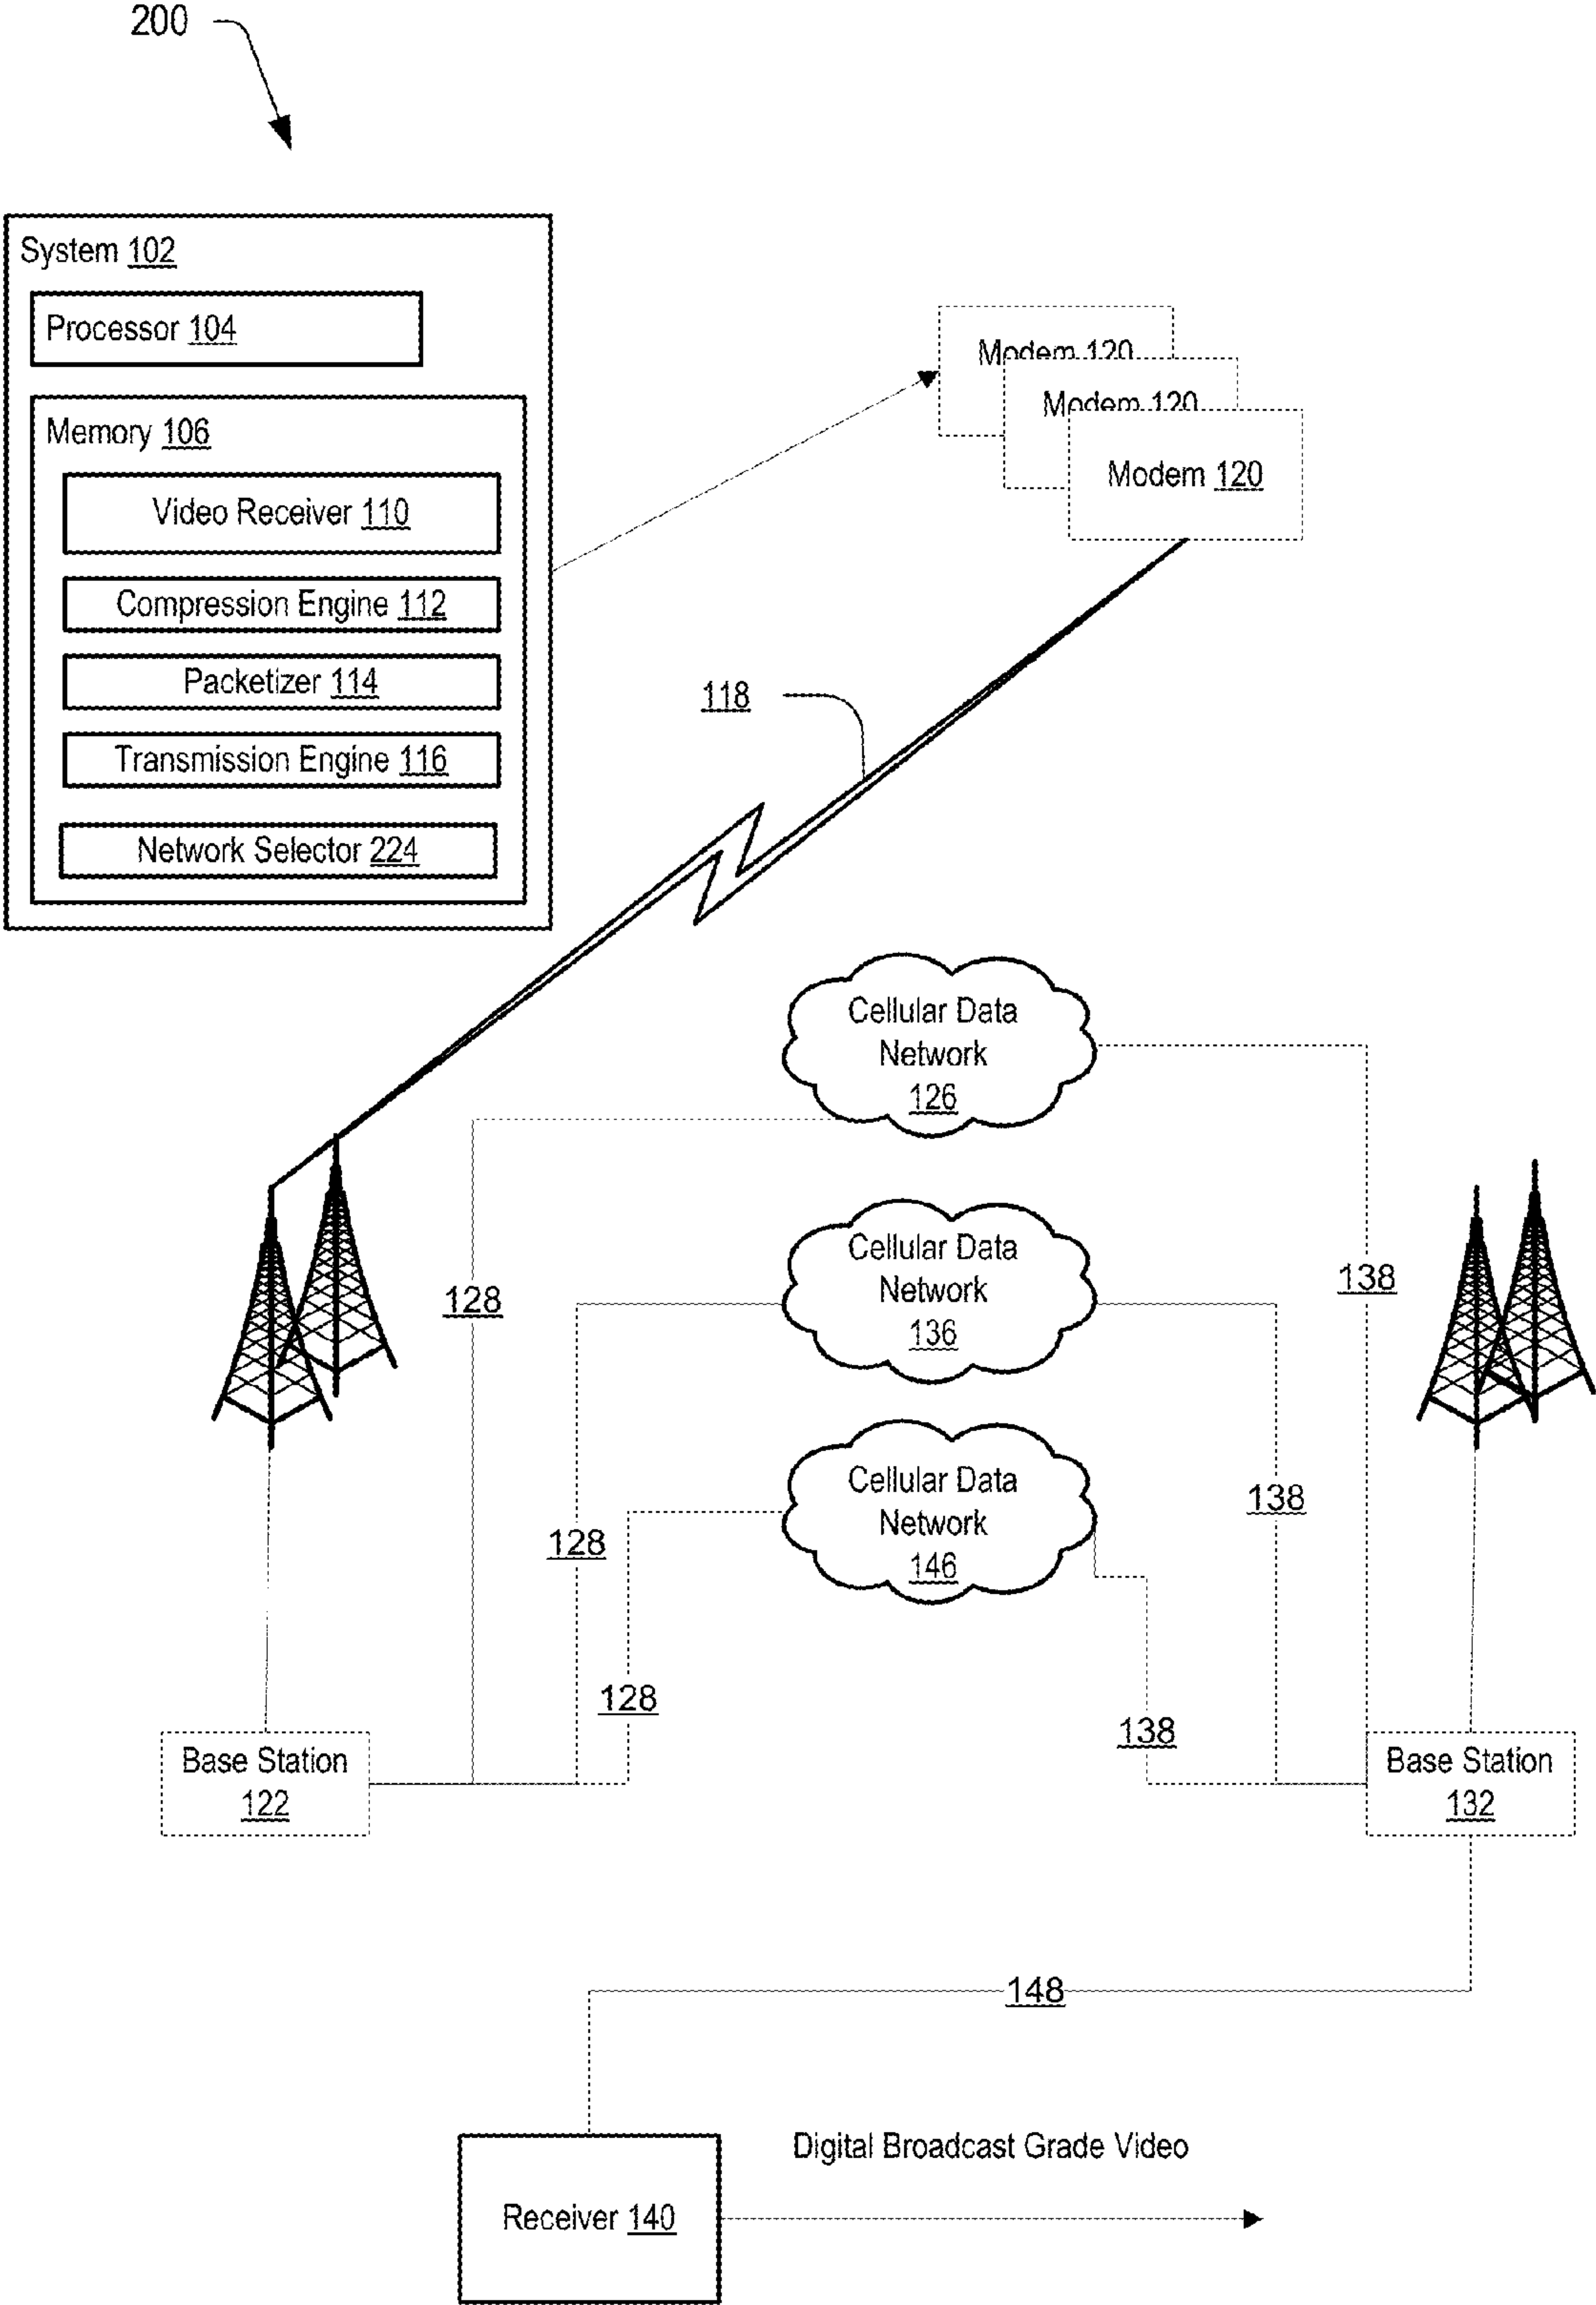 200
System 102
Processor 104
Memory 106
Video Receiver 110
Compression Engine 112
Packetizer 114
Transmission Engine 116
Network Selector 224
Modem 120
Modem 120
Modem 120
118
Cellular Data
Network
126
Cellular Data
Network
136
Cellular Data
Network
146
128
128
128
138
138
138
Base Station
122
Base Station
132
148
Digital Broadcast Grade Video
Receiver 140